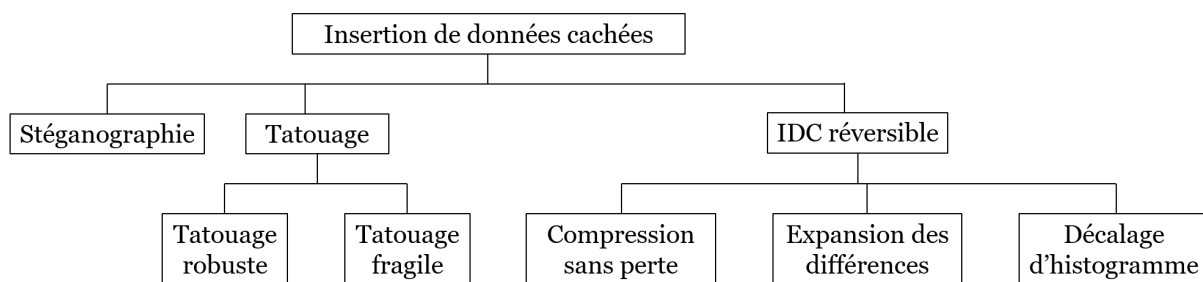 Insertion de données cachées
Stéganographie
Tatouage
IDC réversible
Tatouage
robuste
Tatouage
fragile
Compression
sans perte
Expansion des
différences
Décalage
d'histogramme